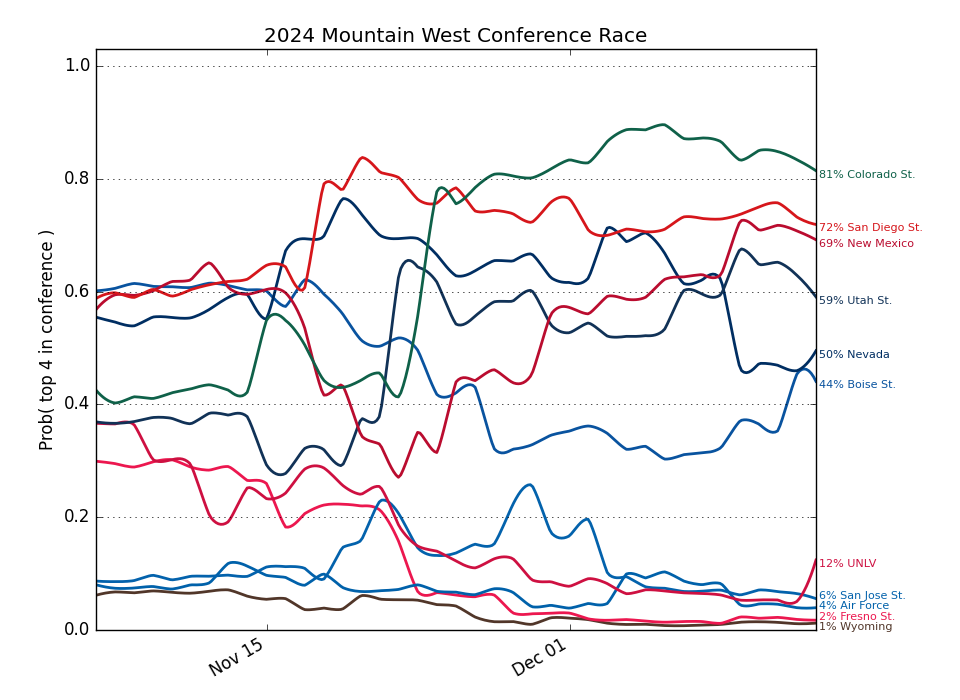 2024 Mountain West Conference Race
Prob( top 4 in conference )
1.0
0.8
0.6
0.4
0.2
0.0
Nov 15
Dec 01
81% Colorado St.
72% San Diego St.
69% New Mexico
59% Utah St.
50% Nevada
44% Boise St.
12% UNLV
6% San Jose St.
4% Air Force
2% Fresno St.
1% Wyoming